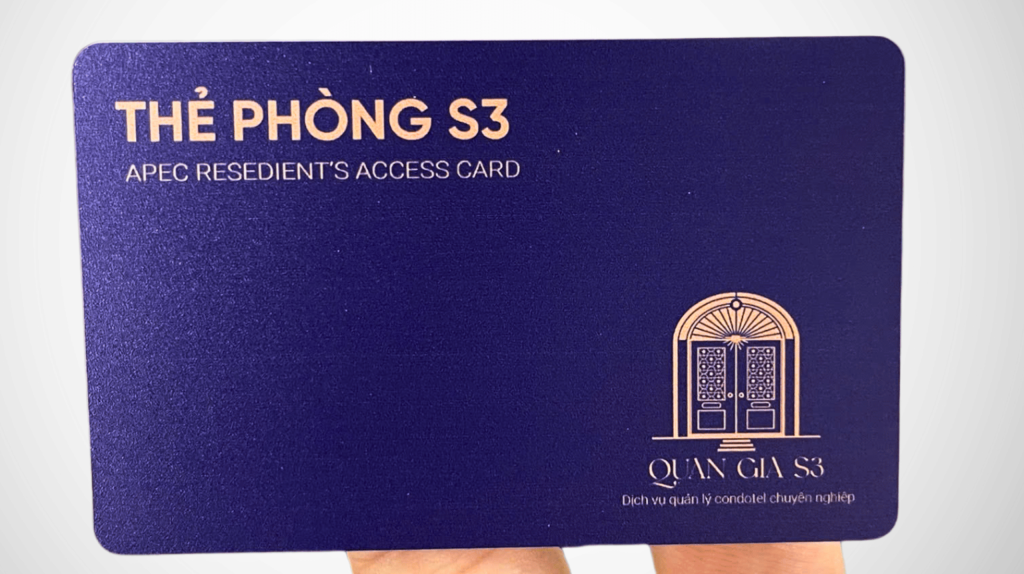 THẺ PHÒNG S3
APEC RESEDIENT'S ACCESS CARD
QUAN GIA S3
Dịch vụ quản lý condotel chuyên nghiệp